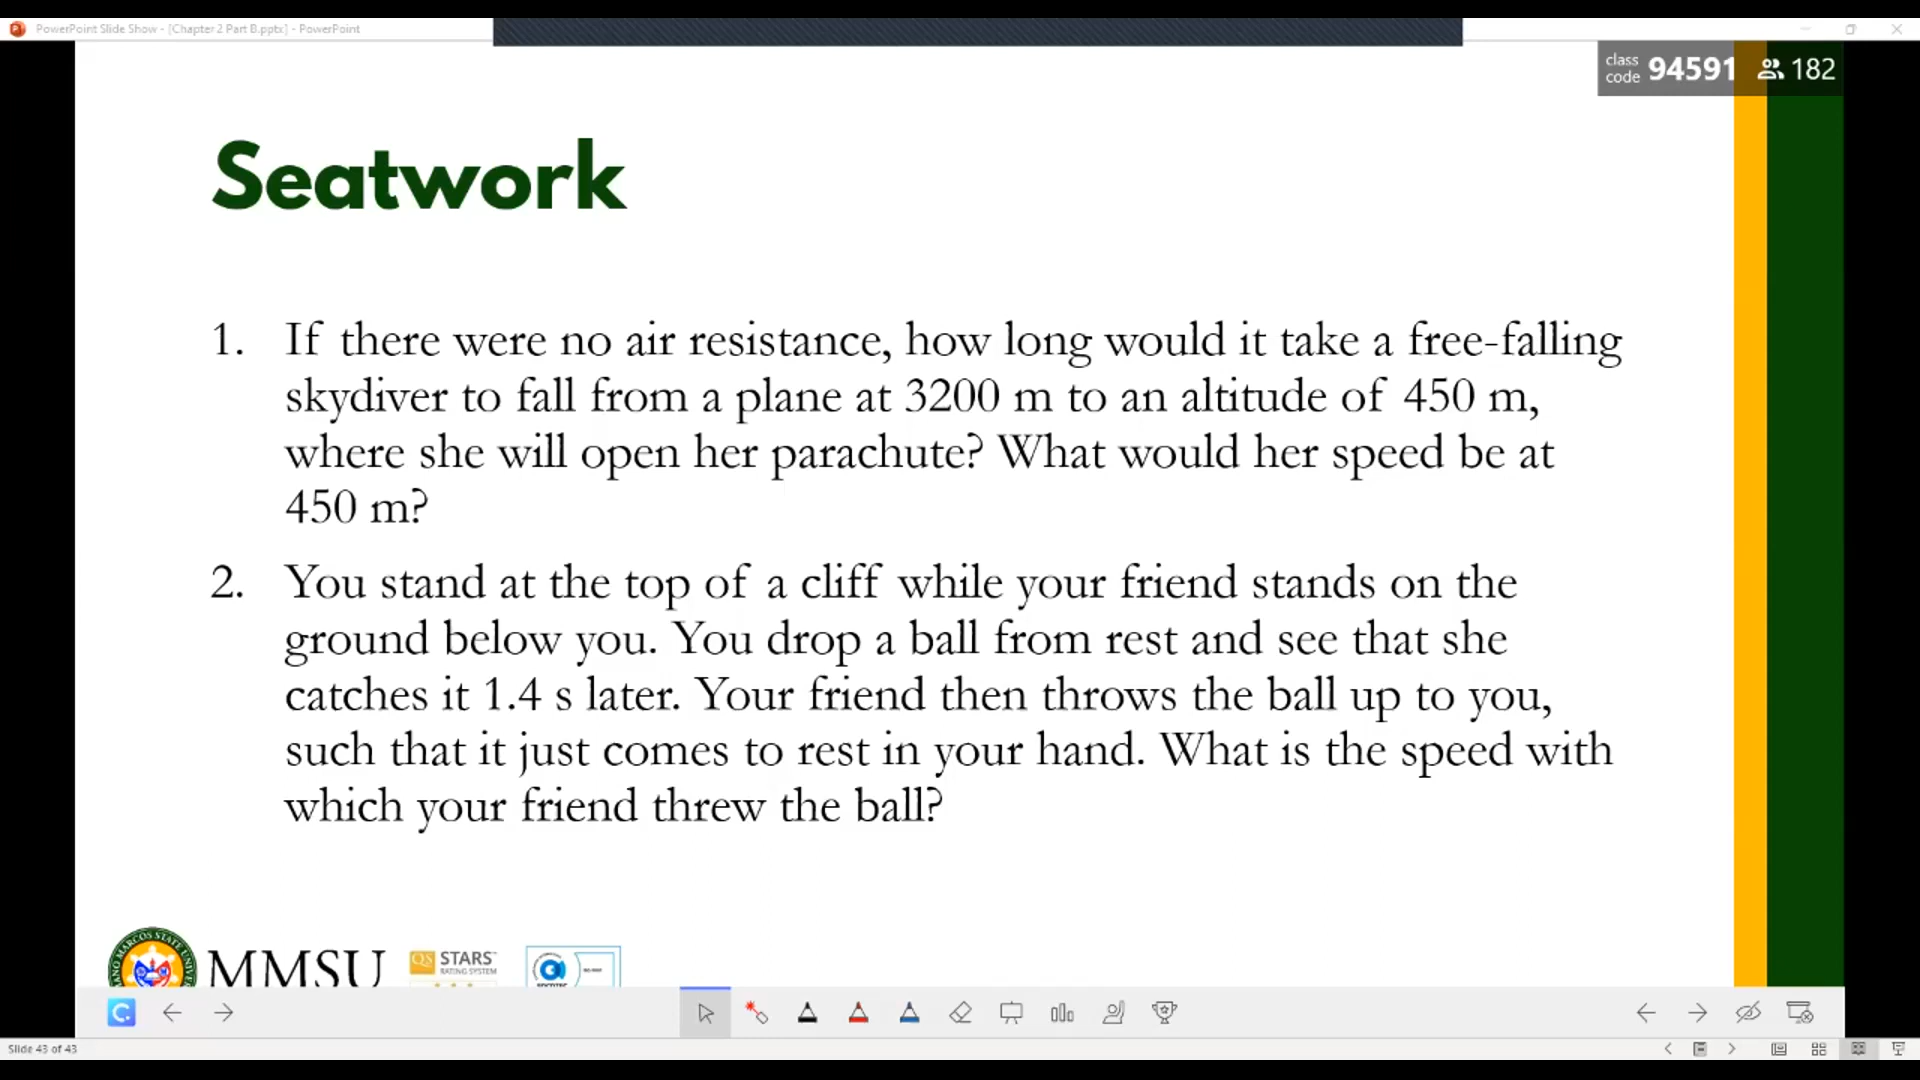 PowerPoint Slide Show - [Chapter 2 Part B.pptx] - PowerPoint
class
code 94591 182
Seatwork
1. If there were no air resistance, how long would it take a free-falling
skydiver to fall from a plane at 3200 m to an altitude of 450 m,
where she will open her parachute? What would her speed be at
450 m?
2. You stand at the top of a cliff while your friend stands on the
ground below you. You drop a ball from rest and see that she
catches it 1.4 s later. Your friend then throws the ball up to you,
such that it just comes to rest in your hand. What is the speed with
which your friend threw the ball?
MMSU
QS STARS
RATING SYSTEM
Slide 43 of 43